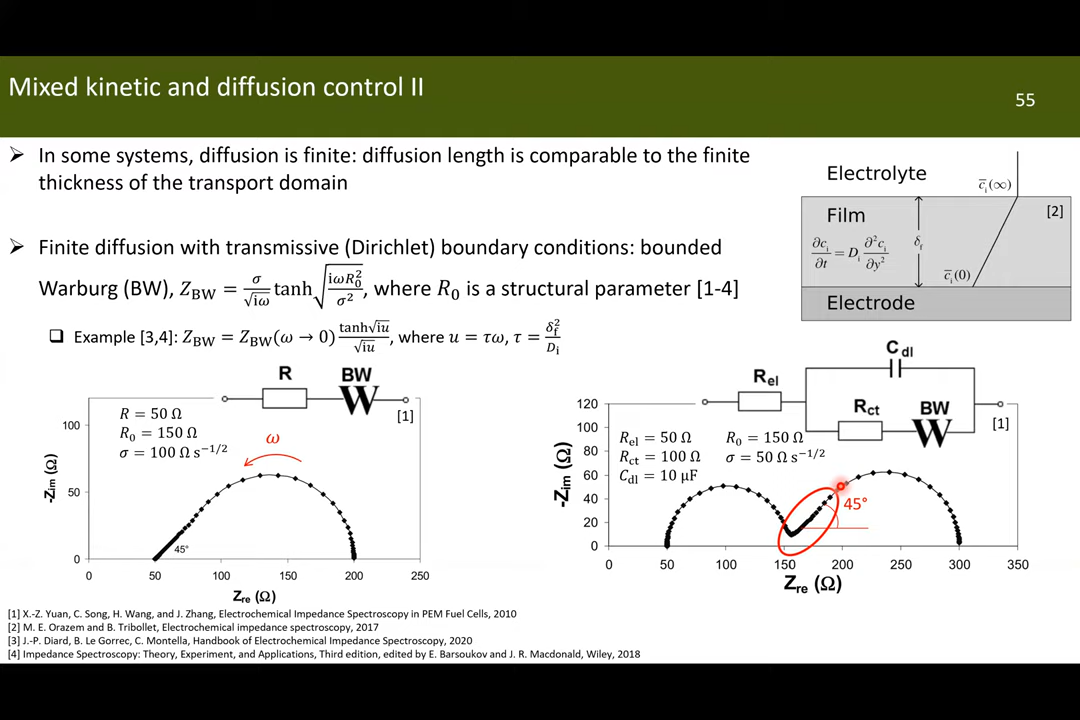 Mixed kinetic and diffusion control II
55
➢ In some systems, diffusion is finite: diffusion length is comparable to the finite
thickness of the transport domain
➢ Finite diffusion with transmissive (Dirichlet) boundary conditions: bounded
Warburg (BW), Z_BW = σ/√(iω) tanh √(iωR₀²/σ²), where R₀ is a structural parameter [1-4]
❑ Example [3,4]: Z_BW = Z_BW(ω → 0) tanh√(iu)/√(iu), where u = τω, τ = δ_f²/D_i
Electrolyte
c̅_i(∞)
[2]
Film
∂c_i/∂t = D_i ∂²c_i/∂y²
δ_f
c̅_i(0)
Electrode
R
BW
[1]
R = 50 Ω
R₀ = 150 Ω
σ = 100 Ω s^−1/2
ω
45°
-Z_im (Ω)
100
50
0
0
50
100
150
200
250
Z_re (Ω)
C_dl
R_el
R_ct
BW
[1]
R_el = 50 Ω
R₀ = 150 Ω
R_ct = 100 Ω
σ = 50 Ω s^−1/2
C_dl = 10 μF
45°
-Z_im (Ω)
120
100
80
60
40
20
0
0
50
100
150
200
250
300
350
Z_re (Ω)
[1] X.-Z. Yuan, C. Song, H. Wang, and J. Zhang, Electrochemical Impedance Spectroscopy in PEM Fuel Cells, 2010
[2] M. E. Orazem and B. Tribollet, Electrochemical impedance spectroscopy, 2017
[3] J.-P. Diard, B. Le Gorrec, C. Montella, Handbook of Electrochemical Impedance Spectroscopy, 2020
[4] Impedance Spectroscopy: Theory, Experiment, and Applications, Third edition, edited by E. Barsoukov and J. R. Macdonald, Wiley, 2018